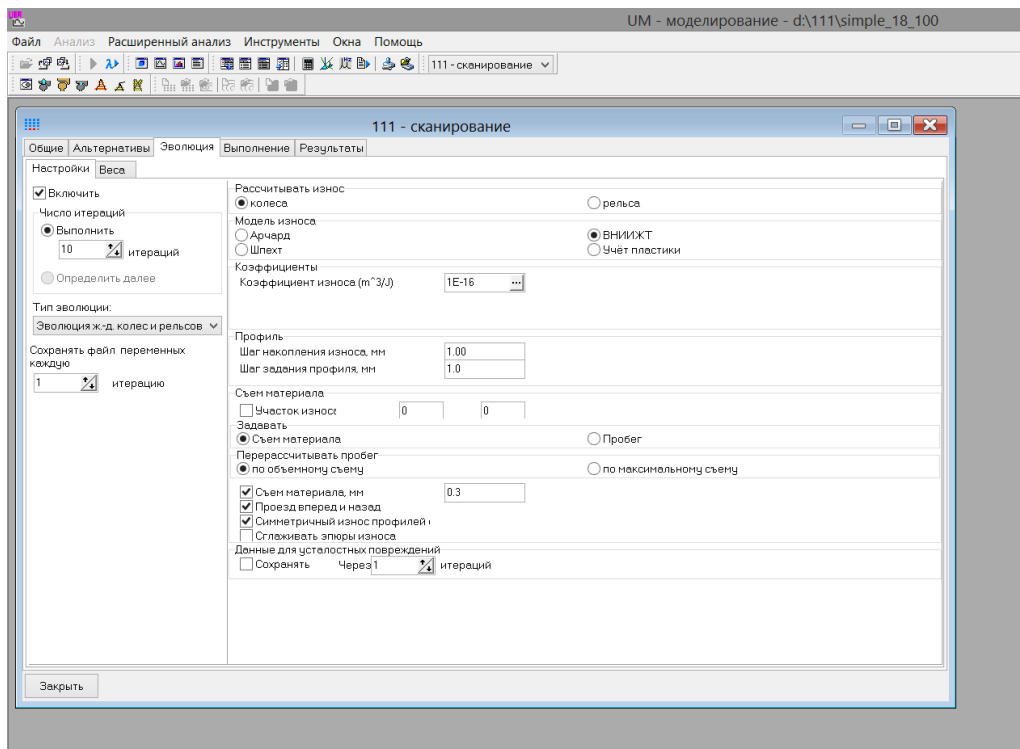 UM - моделирование - d:\111\simple_18_100
Файл Анализ Расширенный анализ Инструменты Окна Помощь
111 - сканирование
111 - сканирование
Общие Альтернативы Эволюция Выполнение Результаты
Настройки Веса
Включить
Число итераций
Выполнить
10 итераций
Определить далее
Тип эволюции:
Эволюция ж.-д. колес и рельсов
Сохранять файл переменных
каждую
1 итерацию
Рассчитывать износ
колеса рельса
Модель износа
Арчард ВНИИЖТ
Шпехт Учёт пластики
Коэффициенты
Коэффициент износа (m^3/J) 1E-16 ...
Профиль
Шаг накопления износа, мм 1.00
Шаг задания профиля, мм 1.0
Съем материала
Участок износа 0 0
Задавать
Съем материала Пробег
Перерассчитывать пробег
по объемному съему по максимальному съему
Съем материала, мм 0.3
Проезд вперед и назад
Симметричный износ профилей
Сглаживать эпюры износа
Данные для усталостных повреждений
Сохранять Через 1 итераций
Закрыть